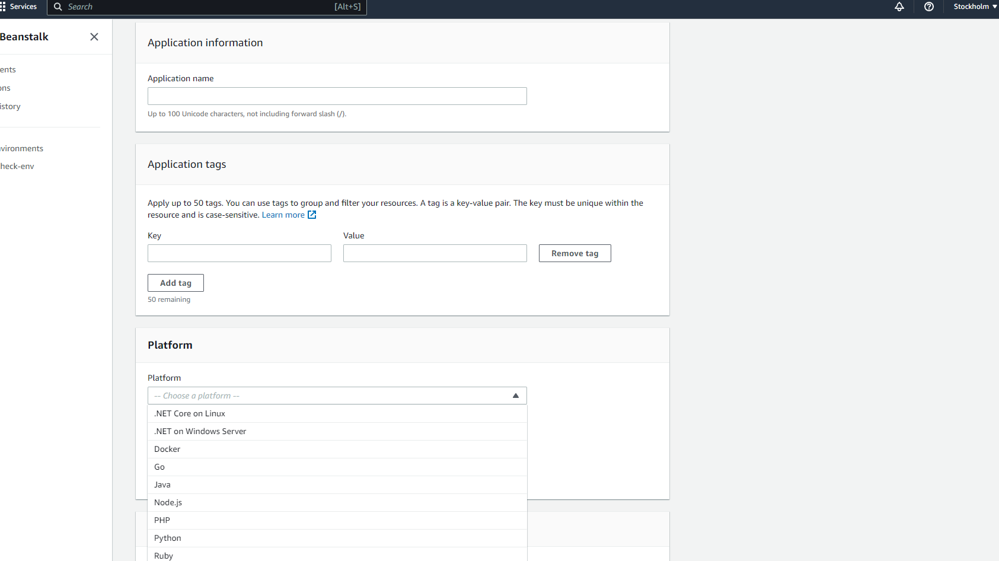 Services
Search
[Alt+S]
Stockholm
Beanstalk
ents
ons
istory
vironments
heck-env
Application information
Application name
Up to 100 Unicode characters, not including forward slash (/).
Application tags
Apply up to 50 tags. You can use tags to group and filter your resources. A tag is a key-value pair. The key must be unique within the
resource and is case-sensitive. Learn more
Key
Value
Remove tag
Add tag
50 remaining
Platform
Platform
-- Choose a platform --
.NET Core on Linux
.NET on Windows Server
Docker
Go
Java
Node.js
PHP
Python
Ruby